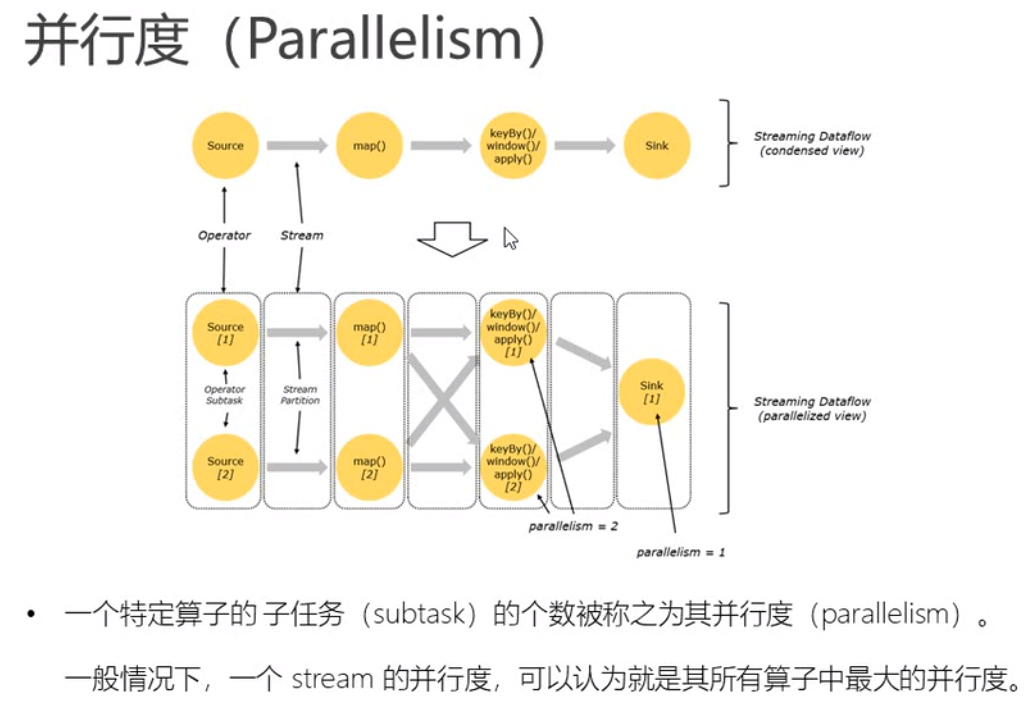 并行度（Parallelism）
Source
map()
keyBy()/
window()/
apply()
Sink
Streaming Dataflow
(condensed view)
Operator
Stream
Source
[1]
map()
[1]
keyBy()/
window()/
apply()
[1]
Operator
Subtask
Stream
Partition
Sink
[1]
Streaming Dataflow
(parallelized view)
Source
[2]
map()
[2]
keyBy()/
window()/
apply()
[2]
parallelism = 2
parallelism = 1
• 一个特定算子的 子任务（subtask）的个数被称之为其并行度（parallelism）。
一般情况下，一个 stream 的并行度，可以认为就是其所有算子中最大的并行度。